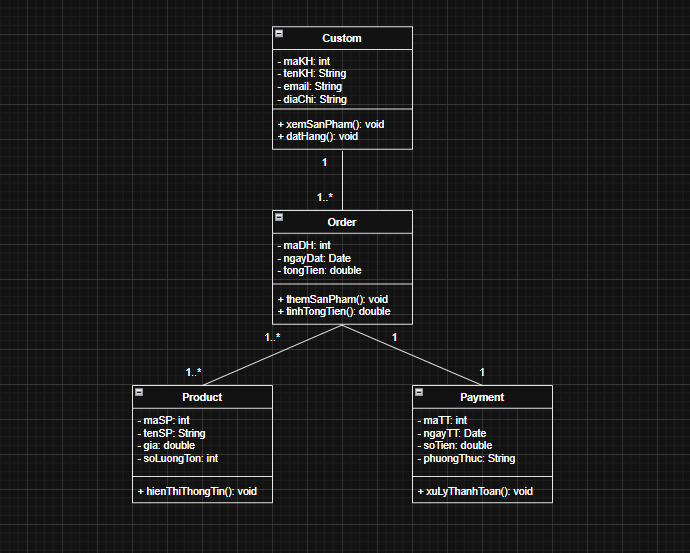 Custom
- maKH: int
- tenKH: String
- email: String
- diaChi: String
+ xemSanPham(): void
+ datHang(): void
1
1..*
Order
- maDH: int
- ngayDat: Date
- tongTien: double
+ themSanPham(): void
+ tinhTongTien(): double
1..*
1
1..*
1
Product
- maSP: int
- tenSP: String
- gia: double
- soLuongTon: int
+ hienThiThongTin(): void
Payment
- maTT: int
- ngayTT: Date
- soTien: double
- phuongThuc: String
+ xuLyThanhToan(): void